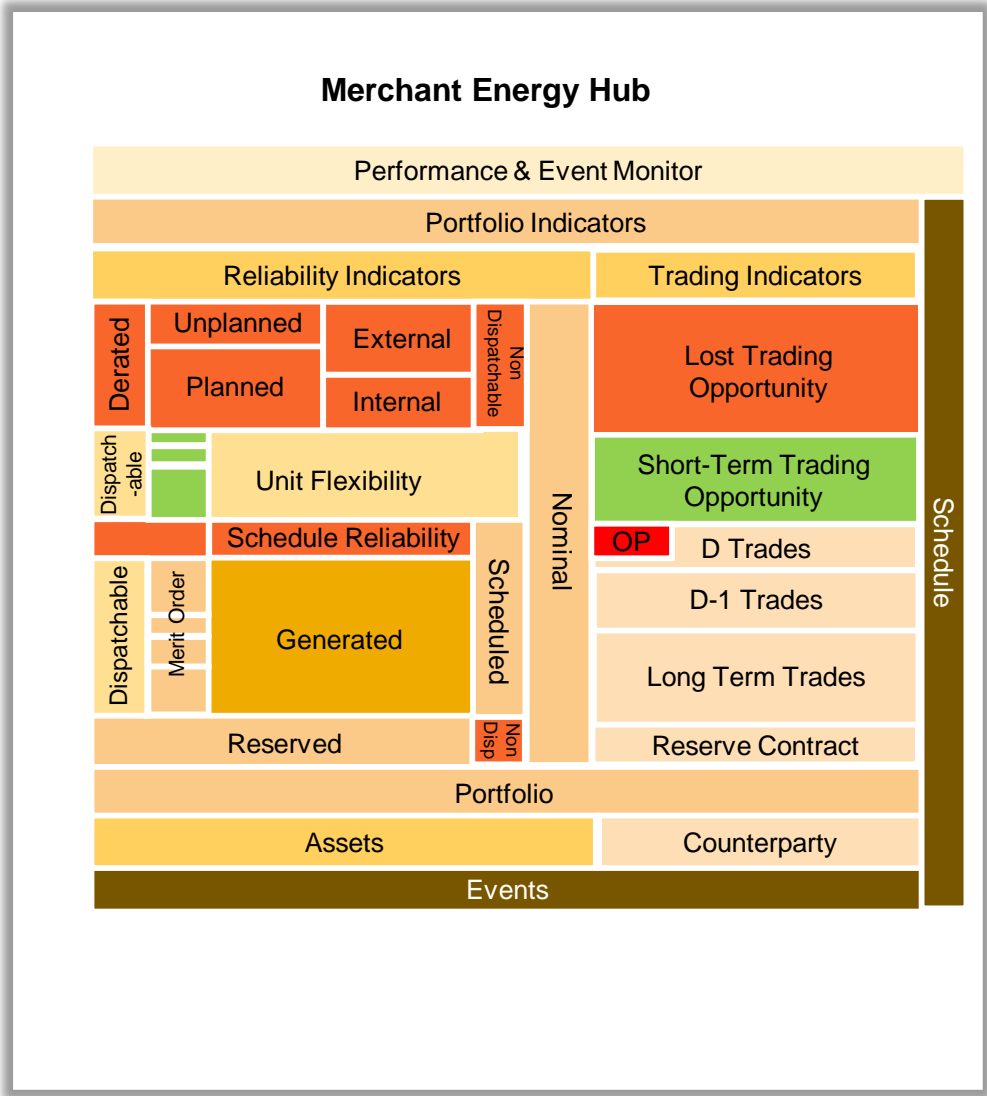 Merchant Energy Hub
Performance & Event Monitor
Portfolio Indicators
Reliability Indicators
Trading Indicators
Derated
Unplanned
Planned
External
Internal
Non
Dispatchable
Nominal
Lost Trading
Opportunity
Dispatch
-able
Unit Flexibility
Short-Term Trading
Opportunity
Schedule
Schedule Reliability
OP
D Trades
Dispatchable
Merit Order
Generated
Scheduled
D-1 Trades
Long Term Trades
Reserved
Non
Disp
Reserve Contract
Portfolio
Assets
Counterparty
Events